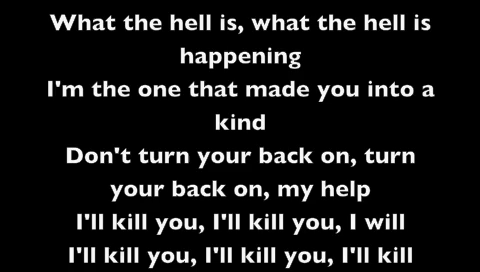 What the hell is, what the hell is
happening
I'm the one that made you into a
kind
Don't turn your back on, turn
your back on, my help
I'll kill you, I'll kill you, I will
I'll kill you, I'll kill you, I'll kill